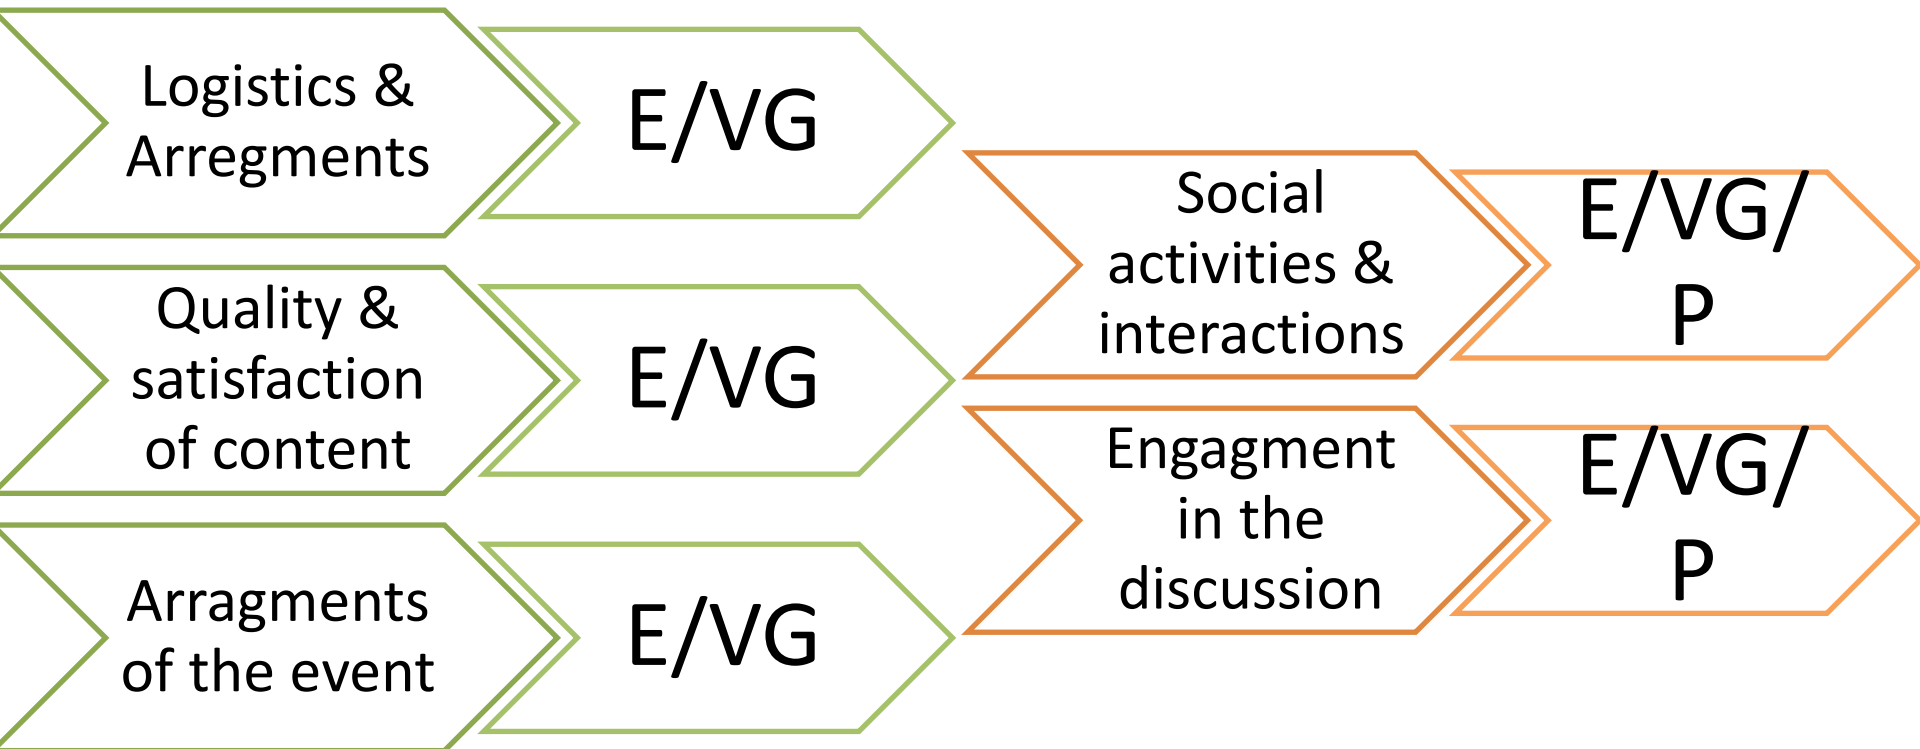 Logistics &
Arregments
E/VG
Quality &
satisfaction
of content
E/VG
Arragments
of the event
E/VG
Social
activities &
interactions
E/VG/
P
Engagment
in the
discussion
E/VG/
P